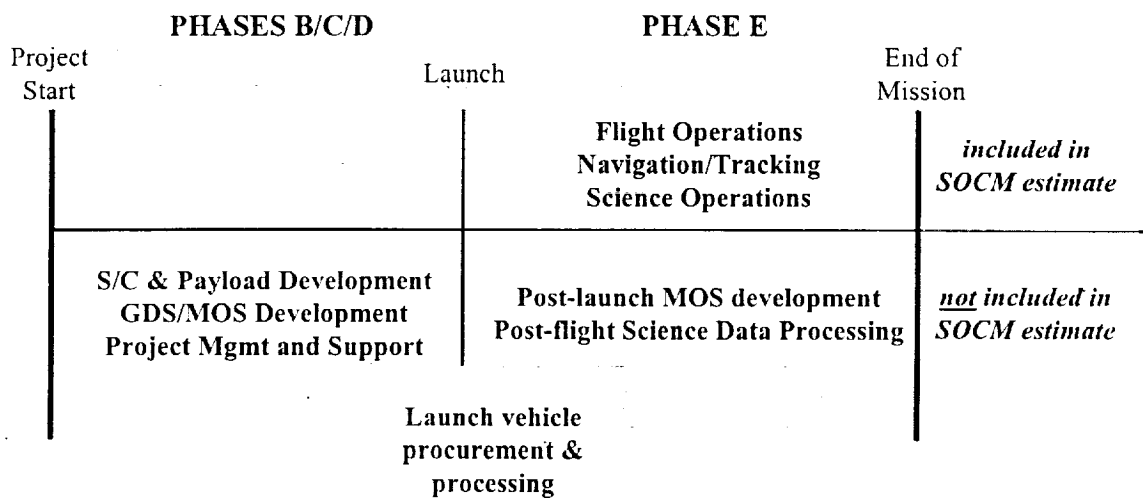 PHASES B/C/D
PHASE E
Project
Start
Launch
End of
Mission
Flight Operations
Navigation/Tracking
Science Operations
included in
SOCM estimate
S/C & Payload Development
GDS/MOS Development
Project Mgmt and Support
Post-launch MOS development
Post-flight Science Data Processing
not included in
SOCM estimate
Launch vehicle
procurement &
processing